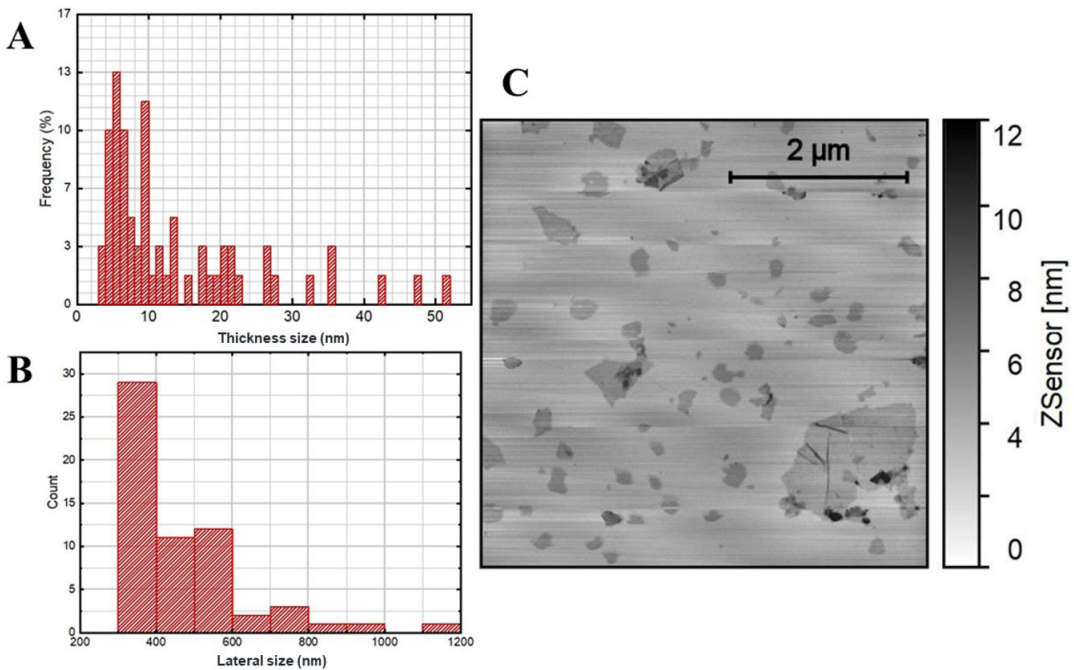 A
17
13
10
7
3
0
Frequency (%)
0 10 20 30 40 50
Thickness size (nm)
B
30
25
20
15
10
5
0
Count
200 400 600 800 1000 1200
Lateral size (nm)
C
2 µm
12
10
8
6
4
2
0
ZSensor [nm]